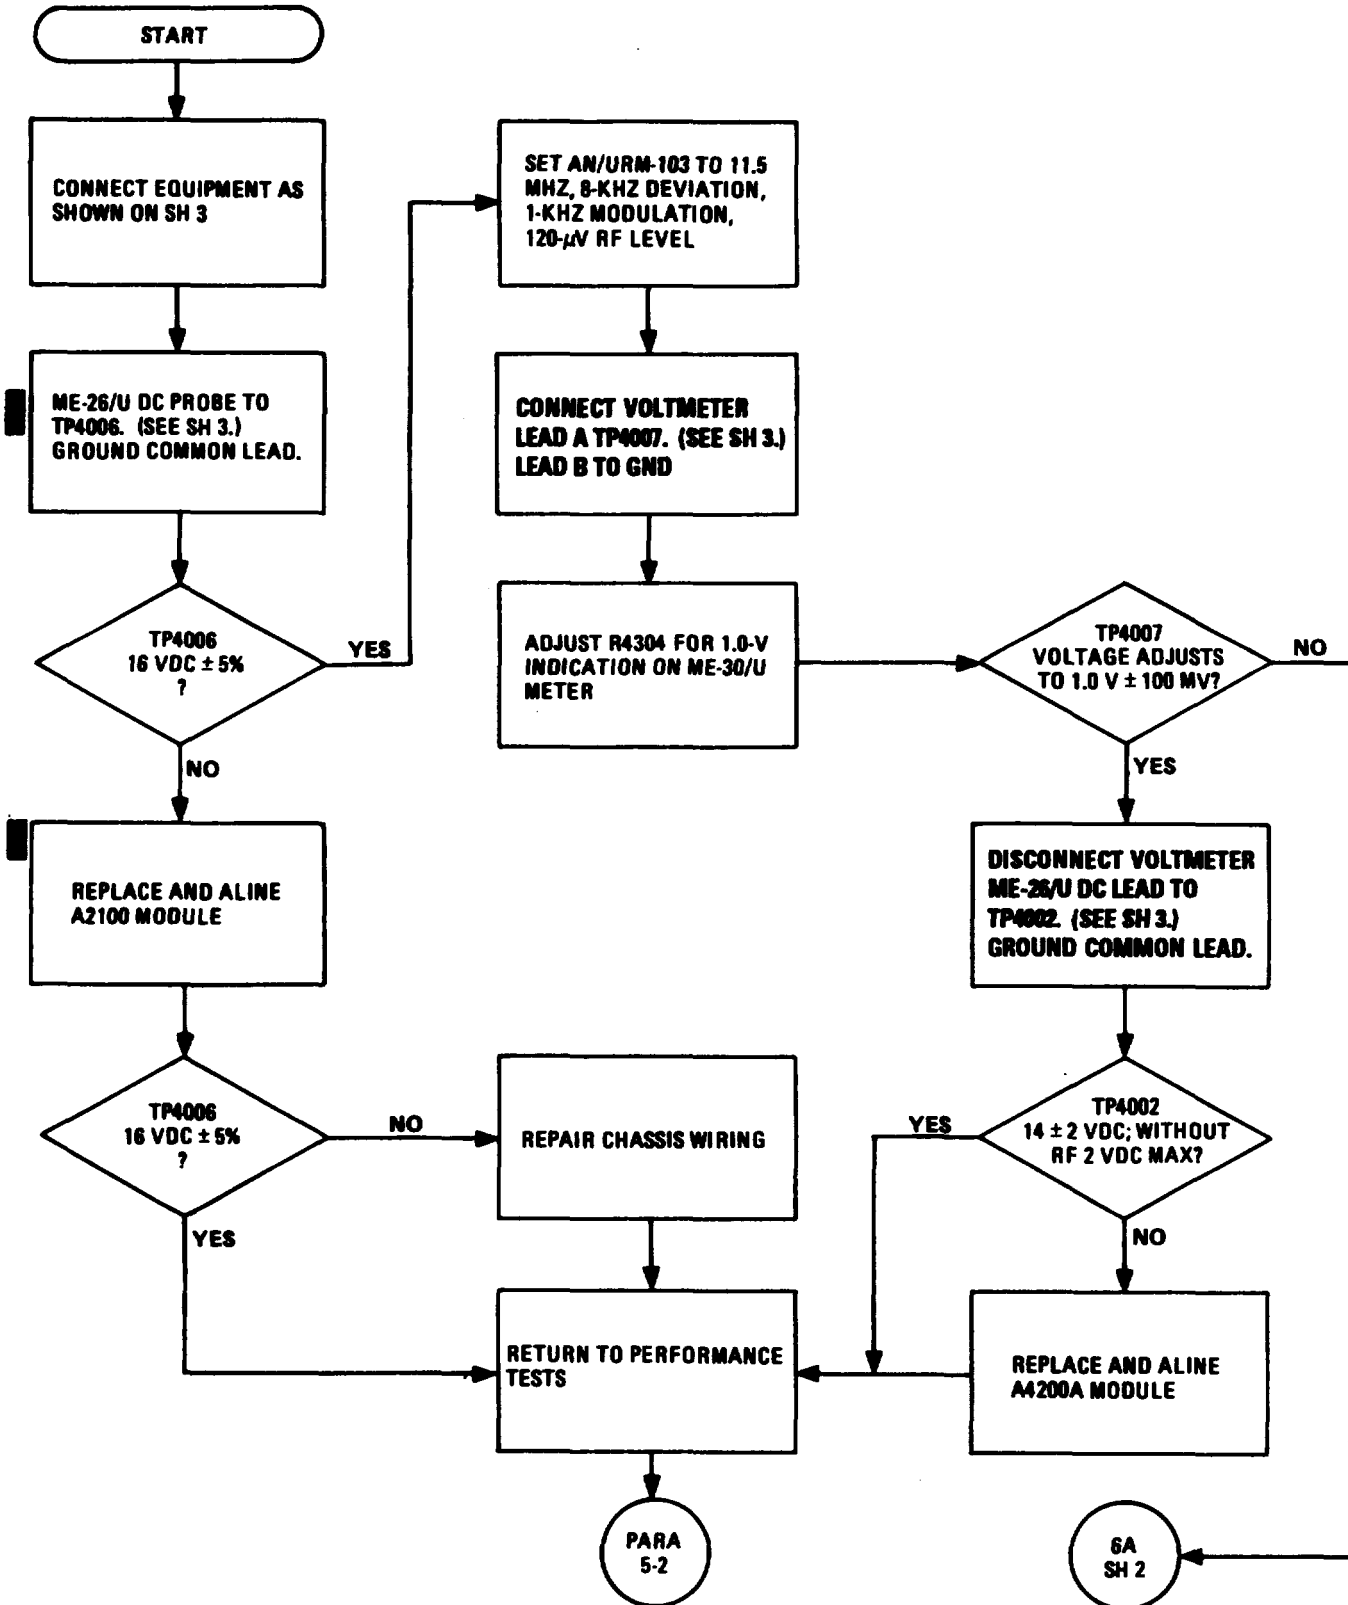 START
CONNECT EQUIPMENT AS
SHOWN ON SH 3
ME-26/U DC PROBE TO
TP4006. (SEE SH 3.)
GROUND COMMON LEAD.
TP4006
16 VDC ± 5%
?
YES
NO
REPLACE AND ALINE
A2100 MODULE
TP4006
16 VDC ± 5%
?
NO
YES
REPAIR CHASSIS WIRING
RETURN TO PERFORMANCE
TESTS
PARA
5-2
SET AN/URM-103 TO 11.5
MHZ, 8-KHZ DEVIATION,
1-KHZ MODULATION,
120-μV RF LEVEL
CONNECT VOLTMETER
LEAD A TP4007. (SEE SH 3.)
LEAD B TO GND
ADJUST R4304 FOR 1.0-V
INDICATION ON ME-30/U
METER
TP4007
VOLTAGE ADJUSTS
TO 1.0 V ± 100 MV?
NO
YES
DISCONNECT VOLTMETER
ME-26/U DC LEAD TO
TP4002. (SEE SH 3.)
GROUND COMMON LEAD.
TP4002
14 ± 2 VDC; WITHOUT
RF 2 VDC MAX?
YES
NO
REPLACE AND ALINE
A4200A MODULE
6A
SH 2